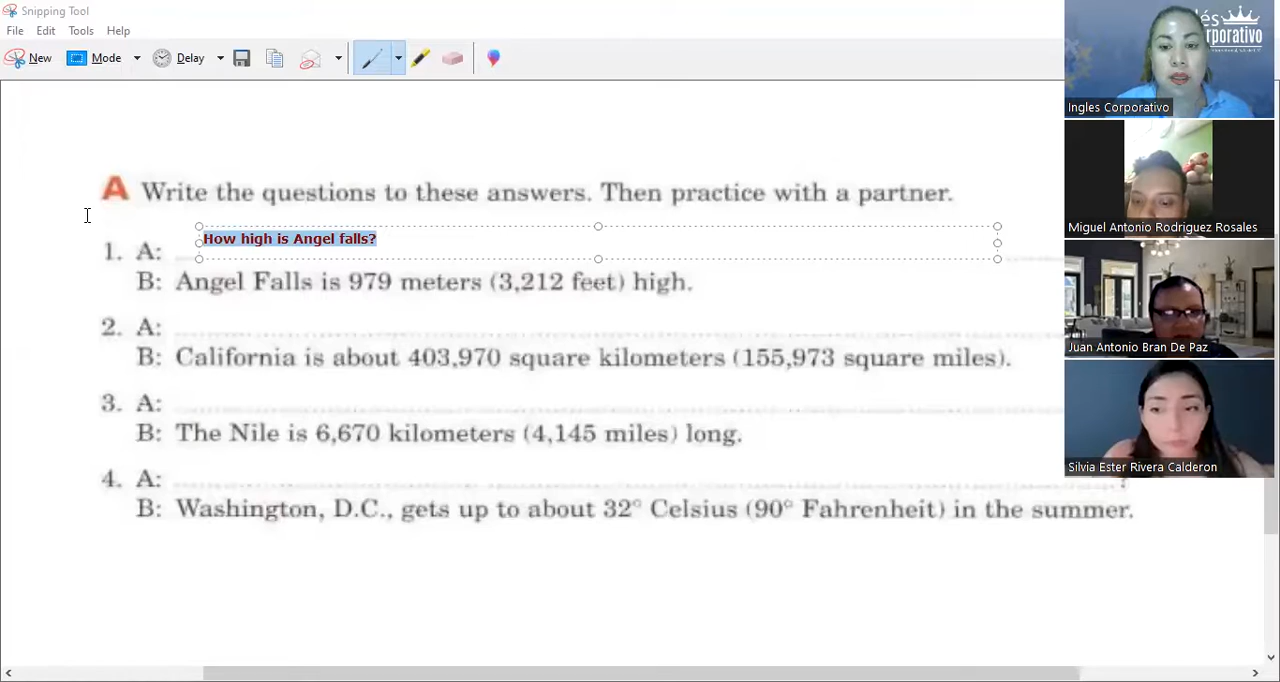 Snipping Tool
File Edit Tools Help
New Mode Delay
és
rporativo
Ingles Corporativo
Miguel Antonio Rodriguez Rosales
Juan Antonio Bran De Paz
Silvia Ester Rivera Calderon
A Write the questions to these answers. Then practice with a partner.
How high is Angel falls?
1. A:
B: Angel Falls is 979 meters (3,212 feet) high.
2. A:
B: California is about 403,970 square kilometers (155,973 square miles).
3. A:
B: The Nile is 6,670 kilometers (4,145 miles) long.
4. A: ?
B: Washington, D.C., gets up to about 32° Celsius (90° Fahrenheit) in the summer.